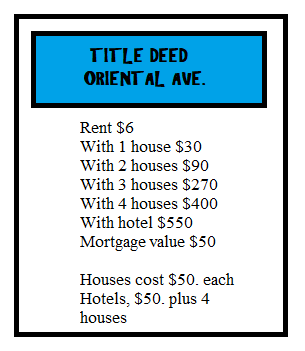 TITLE DEED
ORIENTAL AVE.
Rent $6
With 1 house $30
With 2 houses $90
With 3 houses $270
With 4 houses $400
With hotel $550
Mortgage value $50
Houses cost $50. each
Hotels, $50. plus 4
houses